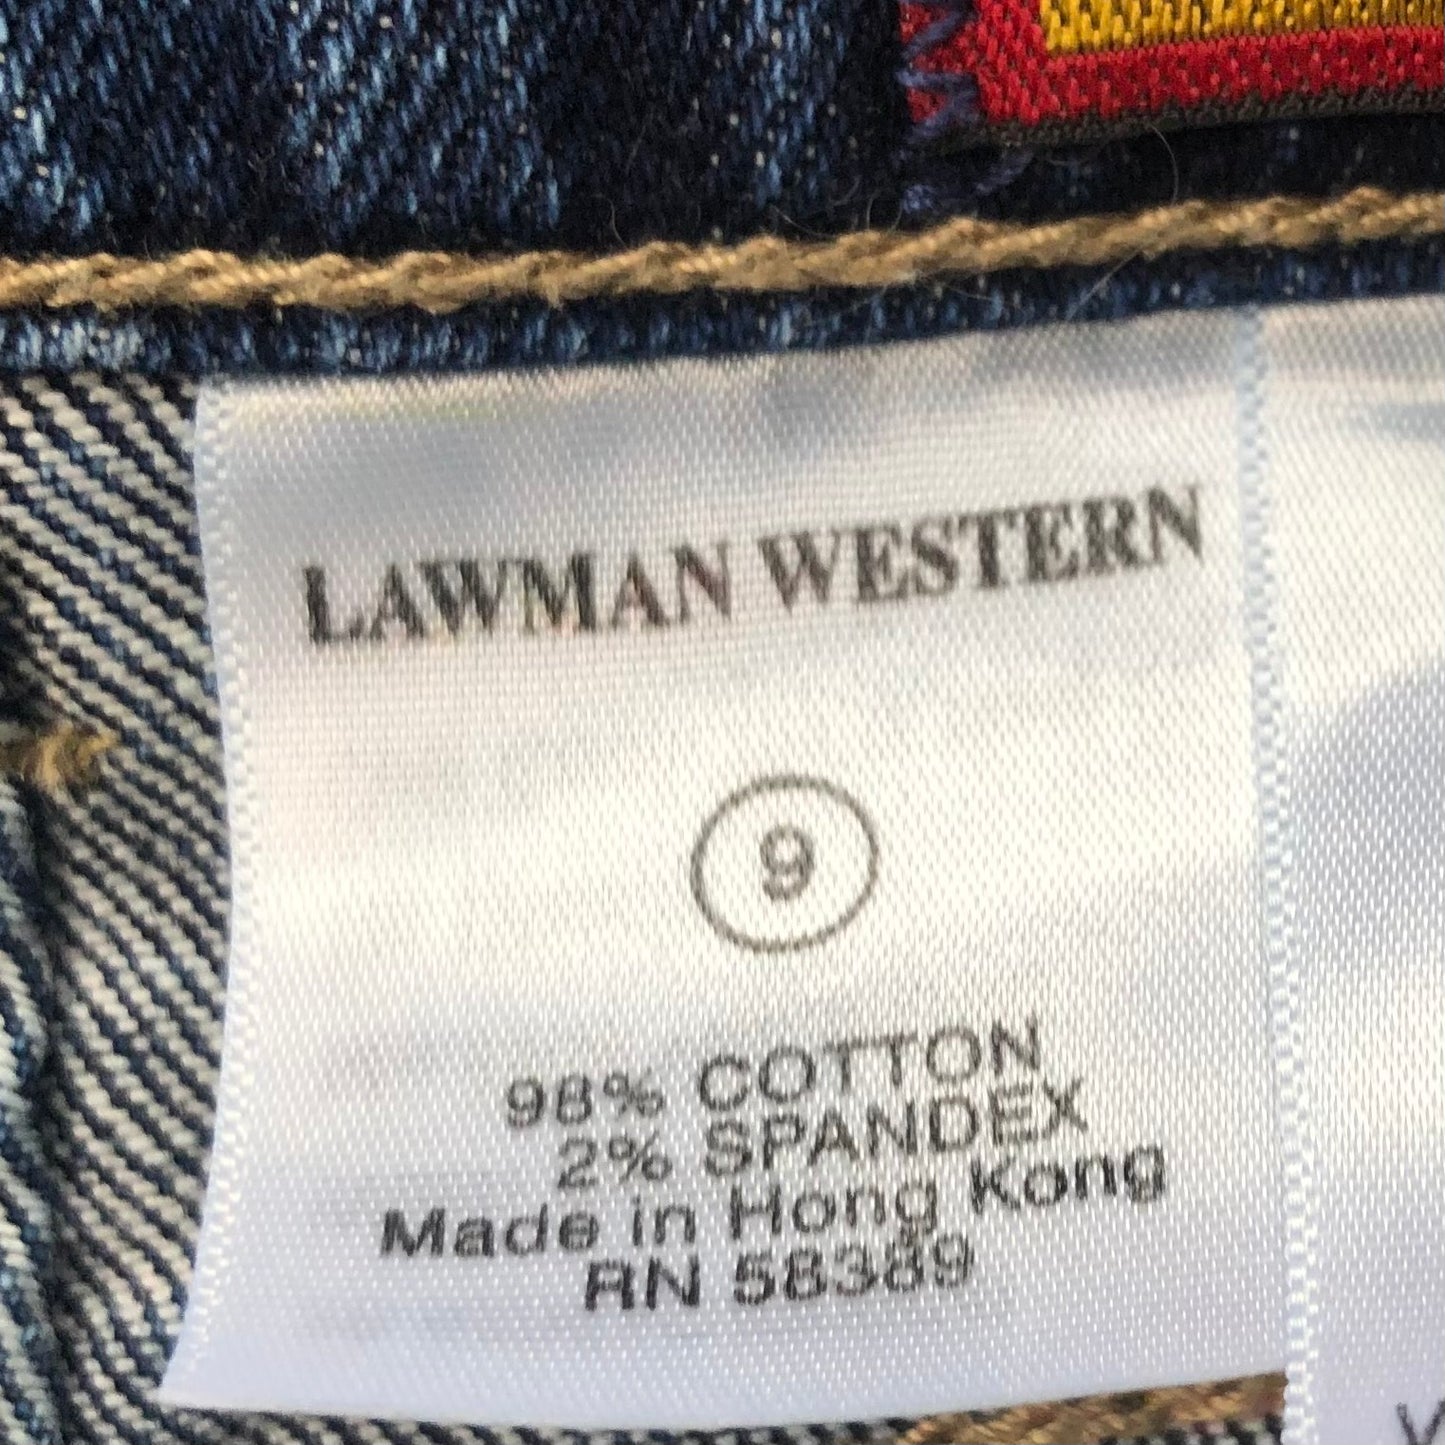 LAWMAN WESTERN
9
98% COTTON
2% SPANDEX
Made in Hong Kong
RN 58389